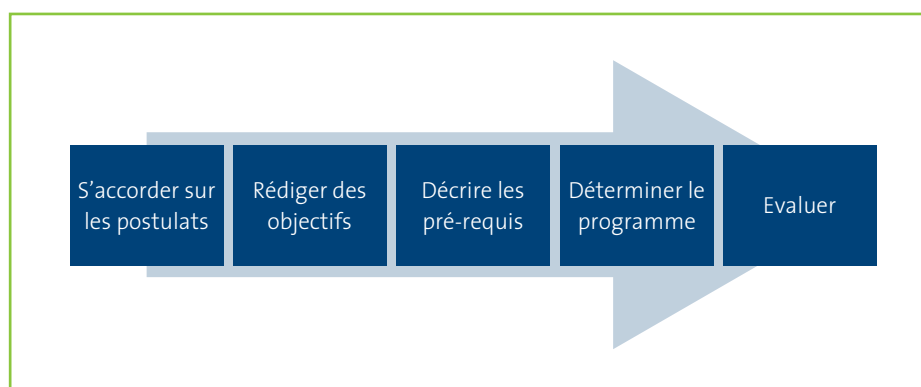 S'accorder sur
les postulats
Rédiger des
objectifs
Décrire les
pré-requis
Déterminer le
programme
Evaluer